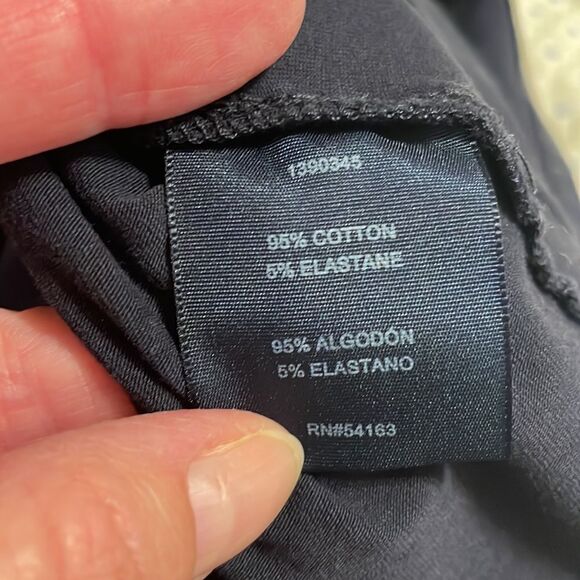 1390345
95% COTTON
5% ELASTANE
95% ALGODÓN
5% ELASTANO
RN#54163